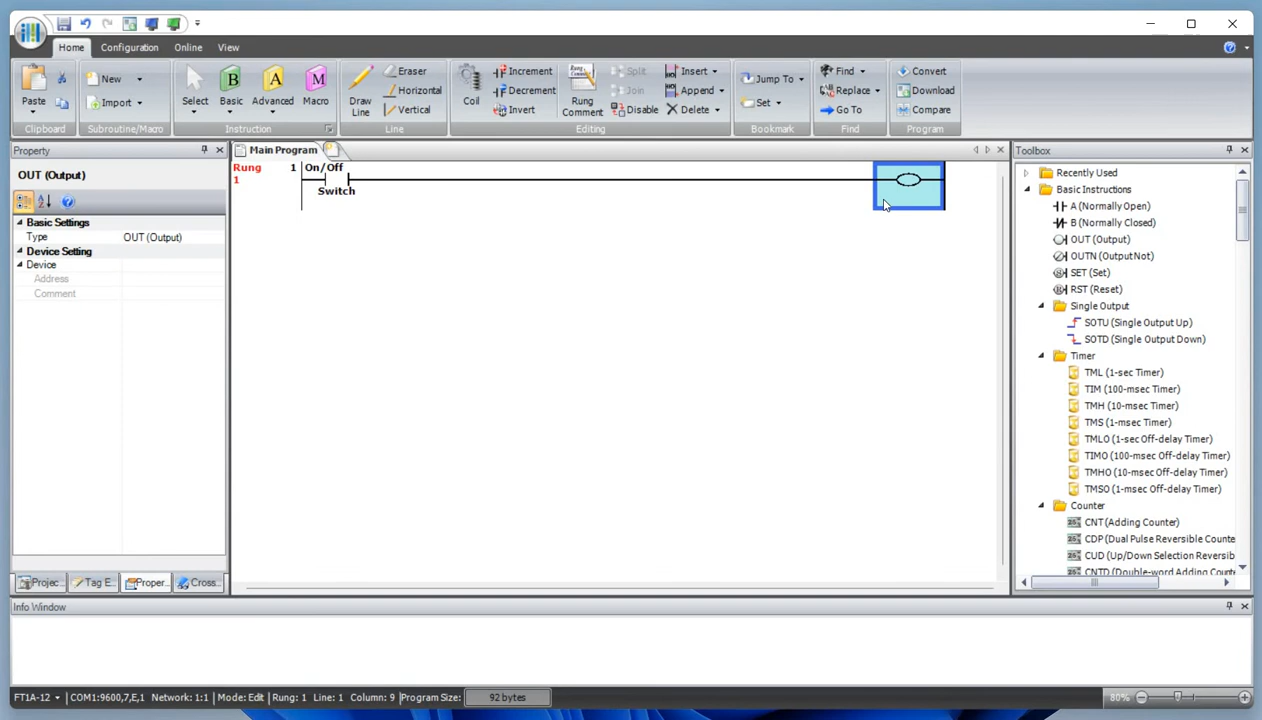 Home Configuration Online View
Paste
Clipboard
New
Import
Subroutine/Macro
Select Basic Advanced Macro
Instruction
Draw Line
Eraser
Horizontal
Vertical
Line
Coil
Increment
Decrement
Invert
Rung Comment
Split
Join
Disable
Insert
Append
Delete
Editing
Jump To
Set
Bookmark
Find
Replace
Go To
Find
Convert
Download
Compare
Program
Property
OUT (Output)
Basic Settings
Type OUT (Output)
Device Setting
Device
Address
Comment
Projec... Tag E... Proper... Cross...
Main Program
Rung 1 On/Off
1
Switch
Toolbox
Recently Used
Basic Instructions
A (Normally Open)
B (Normally Closed)
OUT (Output)
OUTN (OutputNot)
SET (Set)
RST (Reset)
Single Output
SOTU (Single Output Up)
SOTD (Single Output Down)
Timer
TML (1-sec Timer)
TIM (100-msec Timer)
TMH (10-msec Timer)
TMS (1-msec Timer)
TMLO (1-sec Off-delay Timer)
TIMO (100-msec Off-delay Timer)
TMHO (10-msec Off-delay Timer)
TMSO (1-msec Off-delay Timer)
Counter
CNT (Adding Counter)
CDP (Dual Pulse Reversible Counte
CUD (Up/Down Selection Reversib
CNTD (Double-word Adding Counte
Info Window
FT1A-12 COM1:9600,7,E,1 Network: 1:1 Mode: Edit Rung: 1 Line: 1 Column: 9 Program Size: 92 bytes 80%